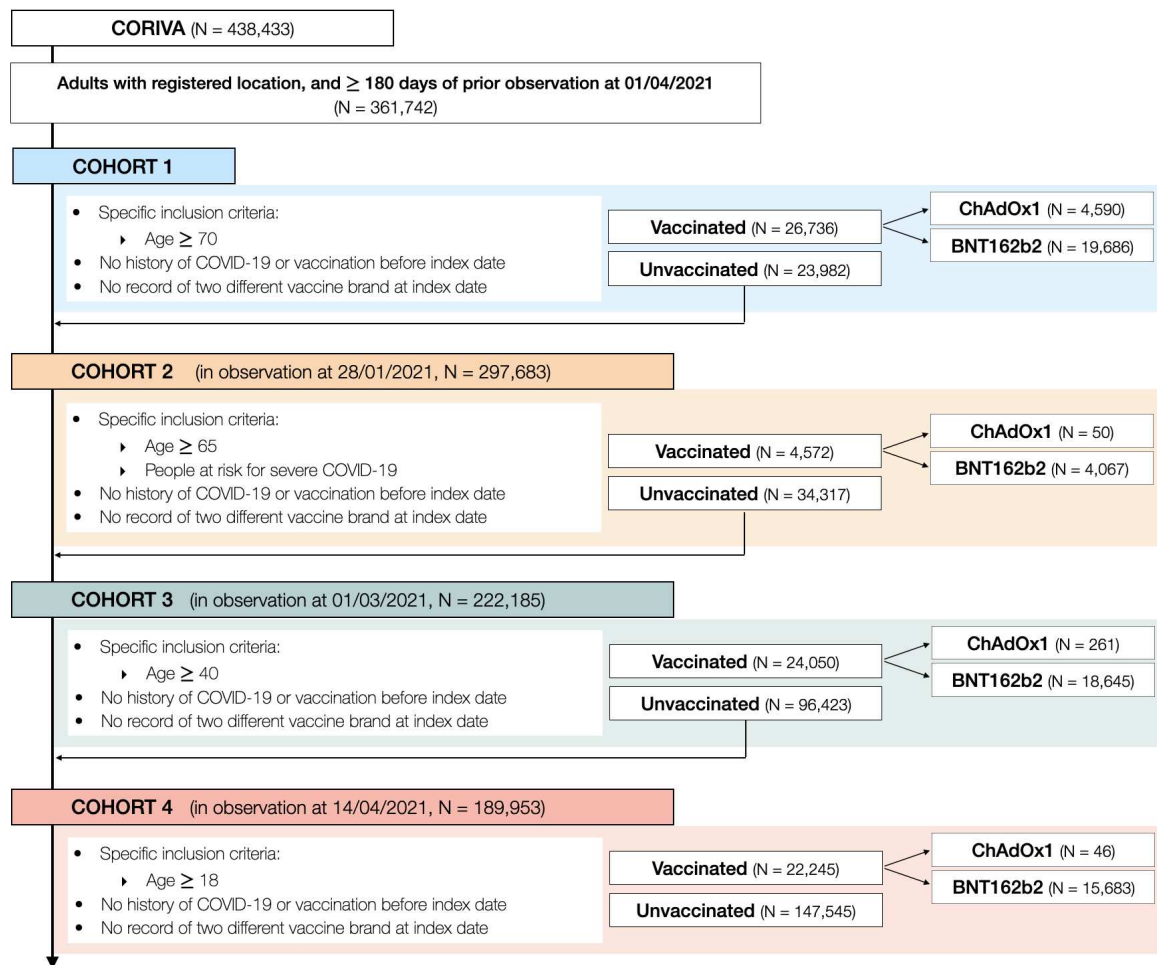 CORIVA (N = 438,433)
Adults with registered location, and ≥ 180 days of prior observation at 01/04/2021
(N = 361,742)
COHORT 1
• Specific inclusion criteria:
‣ Age ≥ 70
• No history of COVID-19 or vaccination before index date
• No record of two different vaccine brand at index date
Vaccinated (N = 26,736)
Unvaccinated (N = 23,982)
ChAdOx1 (N = 4,590)
BNT162b2 (N = 19,686)
COHORT 2 (in observation at 28/01/2021, N = 297,683)
• Specific inclusion criteria:
‣ Age ≥ 65
‣ People at risk for severe COVID-19
• No history of COVID-19 or vaccination before index date
• No record of two different vaccine brand at index date
Vaccinated (N = 4,572)
Unvaccinated (N = 34,317)
ChAdOx1 (N = 50)
BNT162b2 (N = 4,067)
COHORT 3 (in observation at 01/03/2021, N = 222,185)
• Specific inclusion criteria:
‣ Age ≥ 40
• No history of COVID-19 or vaccination before index date
• No record of two different vaccine brand at index date
Vaccinated (N = 24,050)
Unvaccinated (N = 96,423)
ChAdOx1 (N = 261)
BNT162b2 (N = 18,645)
COHORT 4 (in observation at 14/04/2021, N = 189,953)
• Specific inclusion criteria:
‣ Age ≥ 18
• No history of COVID-19 or vaccination before index date
• No record of two different vaccine brand at index date
Vaccinated (N = 22,245)
Unvaccinated (N = 147,545)
ChAdOx1 (N = 46)
BNT162b2 (N = 15,683)